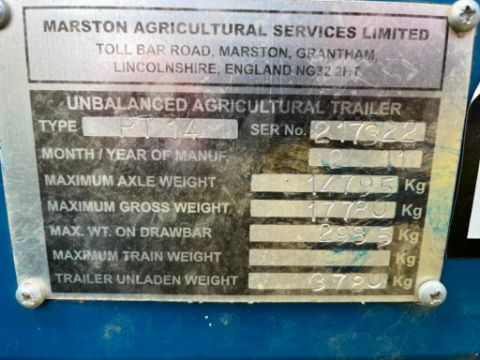 MARSTON AGRICULTURAL SERVICES LIMITED
TOLL BAR ROAD, MARSTON, GRANTHAM,
LINCOLNSHIRE, ENGLAND NG32 2HT
UNBALANCED AGRICULTURAL TRAILER
TYPE PT 14 SER No. 217322
MONTH / YEAR OF MANUF. 2 11
MAXIMUM AXLE WEIGHT 14795 Kg
MAXIMUM GROSS WEIGHT 17780 Kg
MAX. WT. ON DRAWBAR 2985 Kg
MAXIMUM TRAIN WEIGHT Kg
TRAILER UNLADEN WEIGHT 3780 Kg